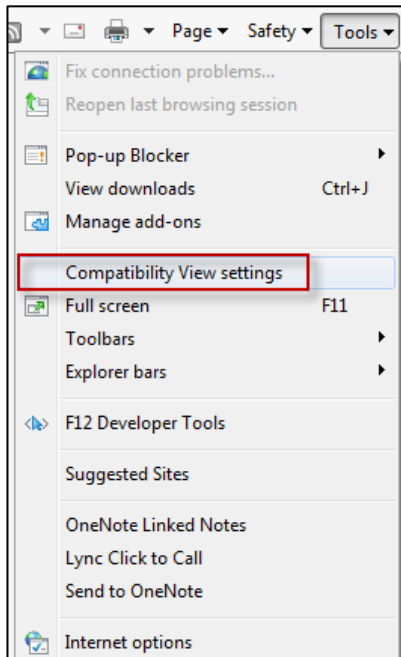 Page Safety Tools
Fix connection problems...
Reopen last browsing session
Pop-up Blocker
View downloads Ctrl+J
Manage add-ons
Compatibility View settings
Full screen F11
Toolbars
Explorer bars
F12 Developer Tools
Suggested Sites
OneNote Linked Notes
Lync Click to Call
Send to OneNote
Internet options